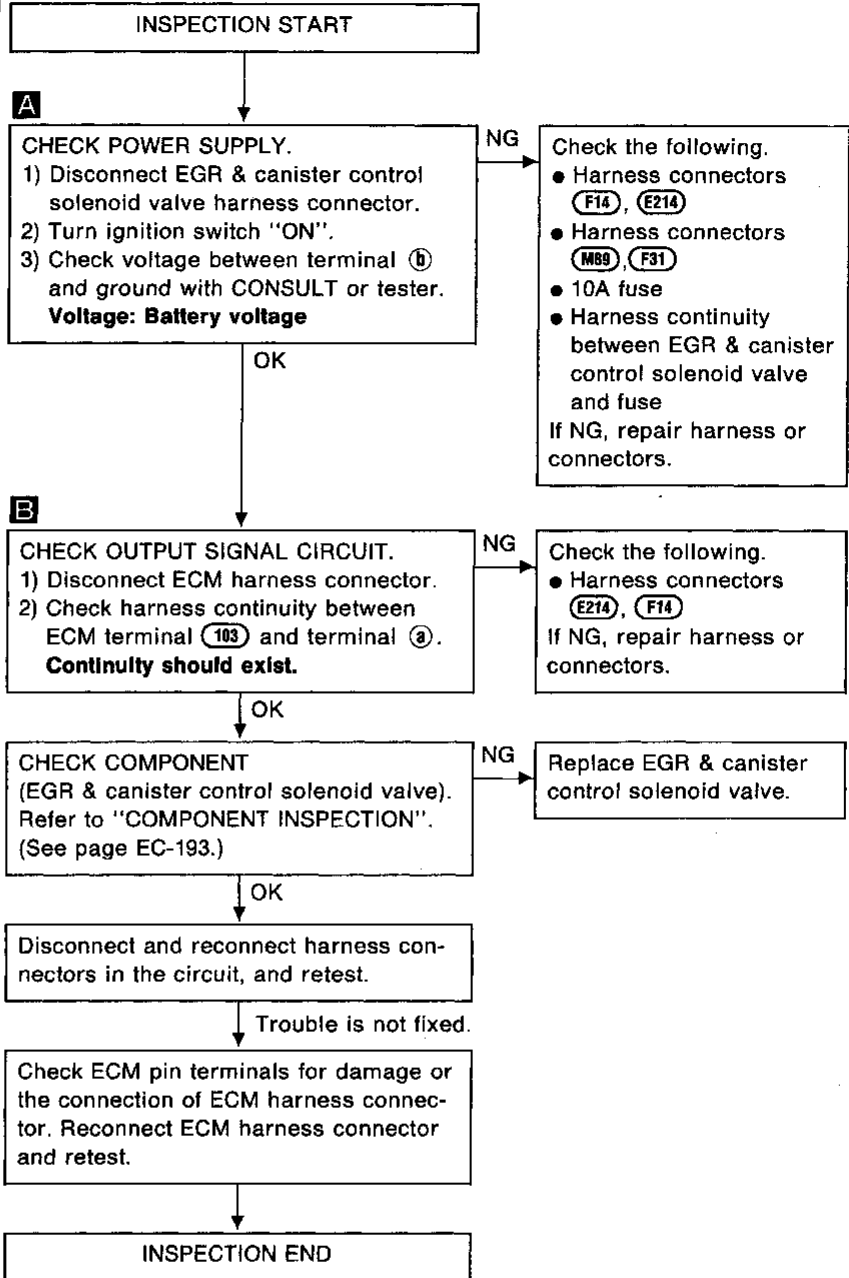 INSPECTION START
A
CHECK POWER SUPPLY.
1) Disconnect EGR & canister control
solenoid valve harness connector.
2) Turn ignition switch "ON".
3) Check voltage between terminal ⓑ
and ground with CONSULT or tester.
Voltage: Battery voltage
NG
Check the following.
● Harness connectors
F14, E214
● Harness connectors
M89, F31
● 10A fuse
● Harness continuity
between EGR & canister
control solenoid valve
and fuse
If NG, repair harness or
connectors.
OK
B
CHECK OUTPUT SIGNAL CIRCUIT.
1) Disconnect ECM harness connector.
2) Check harness continuity between
ECM terminal 103 and terminal ⓐ.
Continuity should exist.
NG
Check the following.
● Harness connectors
E214, F14
If NG, repair harness or
connectors.
OK
CHECK COMPONENT
(EGR & canister control solenoid valve).
Refer to "COMPONENT INSPECTION".
(See page EC-193.)
NG
Replace EGR & canister
control solenoid valve.
OK
Disconnect and reconnect harness con-
nectors in the circuit, and retest.
Trouble is not fixed.
Check ECM pin terminals for damage or
the connection of ECM harness connec-
tor. Reconnect ECM harness connector
and retest.
INSPECTION END